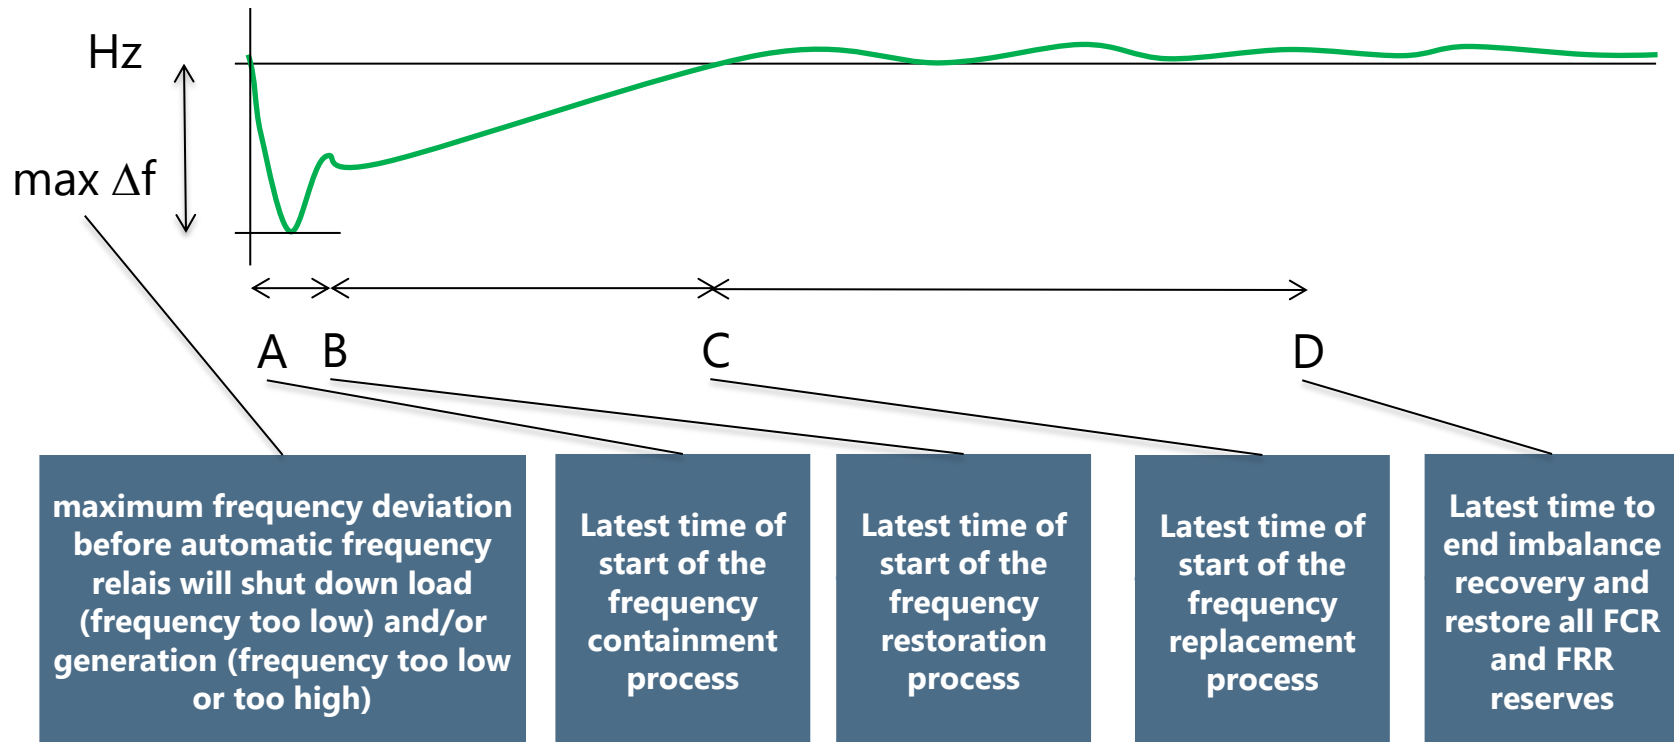 Hz
max Δf
A
B
C
D
maximum frequency deviation
before automatic frequency
relais will shut down load
(frequency too low) and/or
generation (frequency too low
or too high)
Latest time of
start of the
frequency
containment
process
Latest time of
start of the
frequency
restoration
process
Latest time of
start of the
frequency
replacement
process
Latest time to
end imbalance
recovery and
restore all FCR
and FRR
reserves